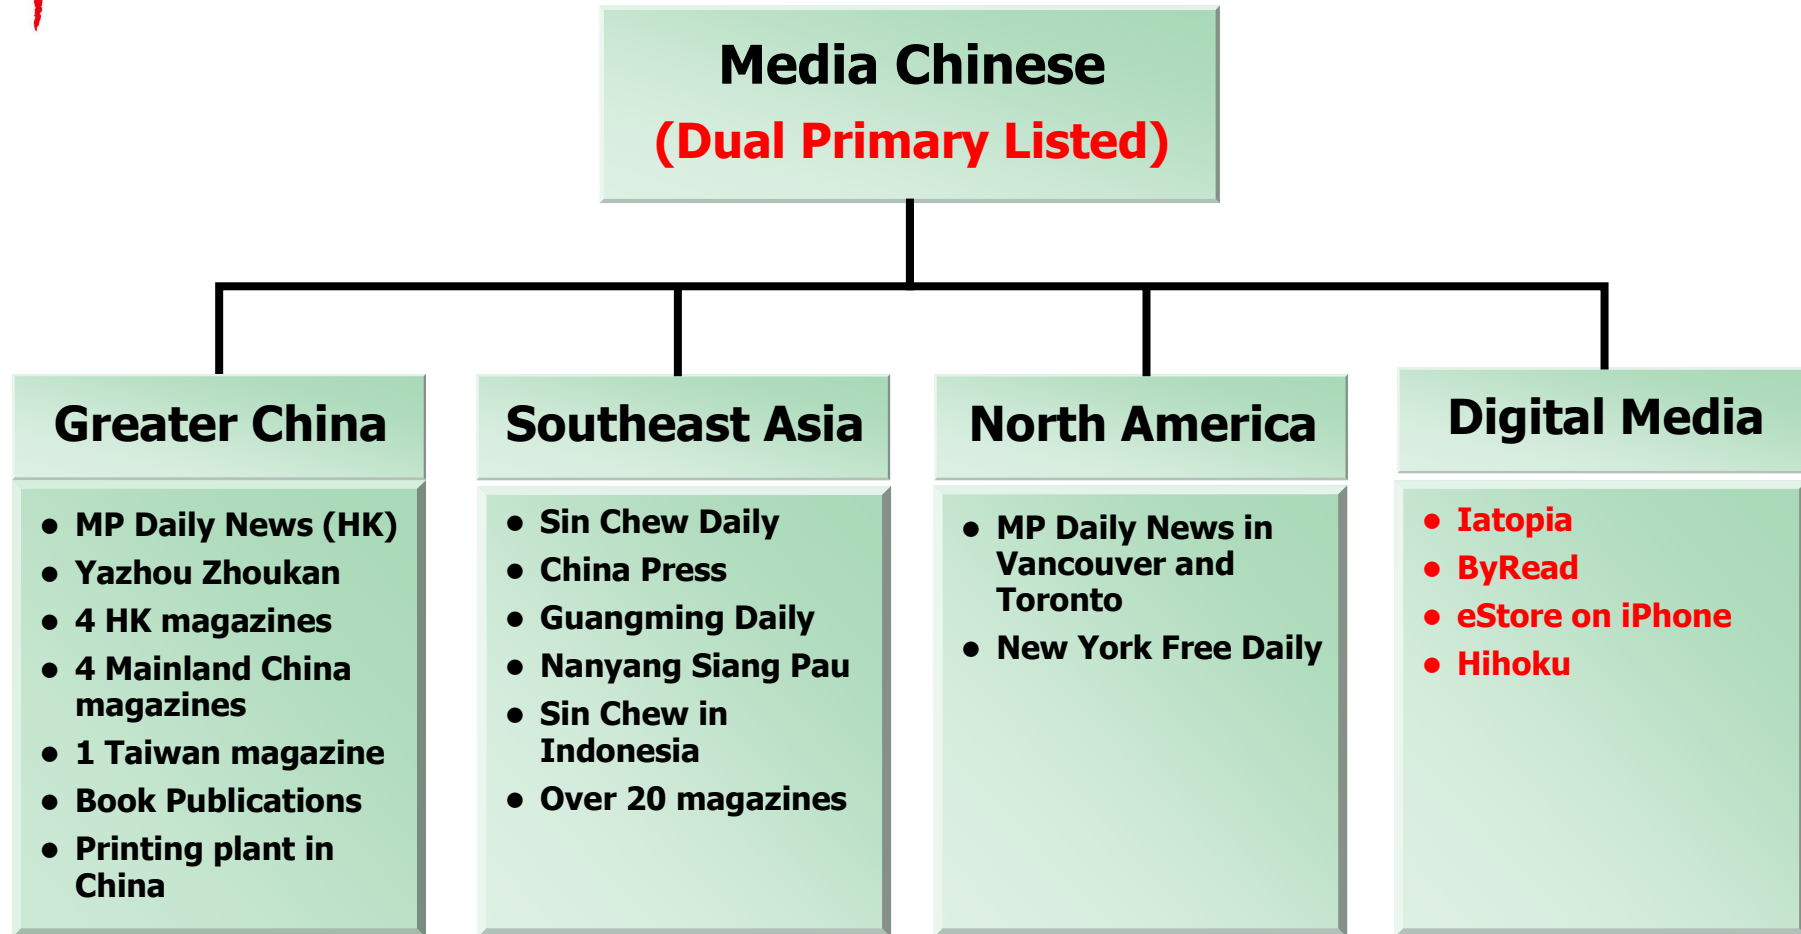 Media Chinese
(Dual Primary Listed)
Greater China
● MP Daily News (HK)
● Yazhou Zhoukan
● 4 HK magazines
● 4 Mainland China
magazines
● 1 Taiwan magazine
● Book Publications
● Printing plant in
China
Southeast Asia
● Sin Chew Daily
● China Press
● Guangming Daily
● Nanyang Siang Pau
● Sin Chew in
Indonesia
● Over 20 magazines
North America
● MP Daily News in
Vancouver and
Toronto
● New York Free Daily
Digital Media
● Iatopia
● ByRead
● eStore on iPhone
● Hihoku